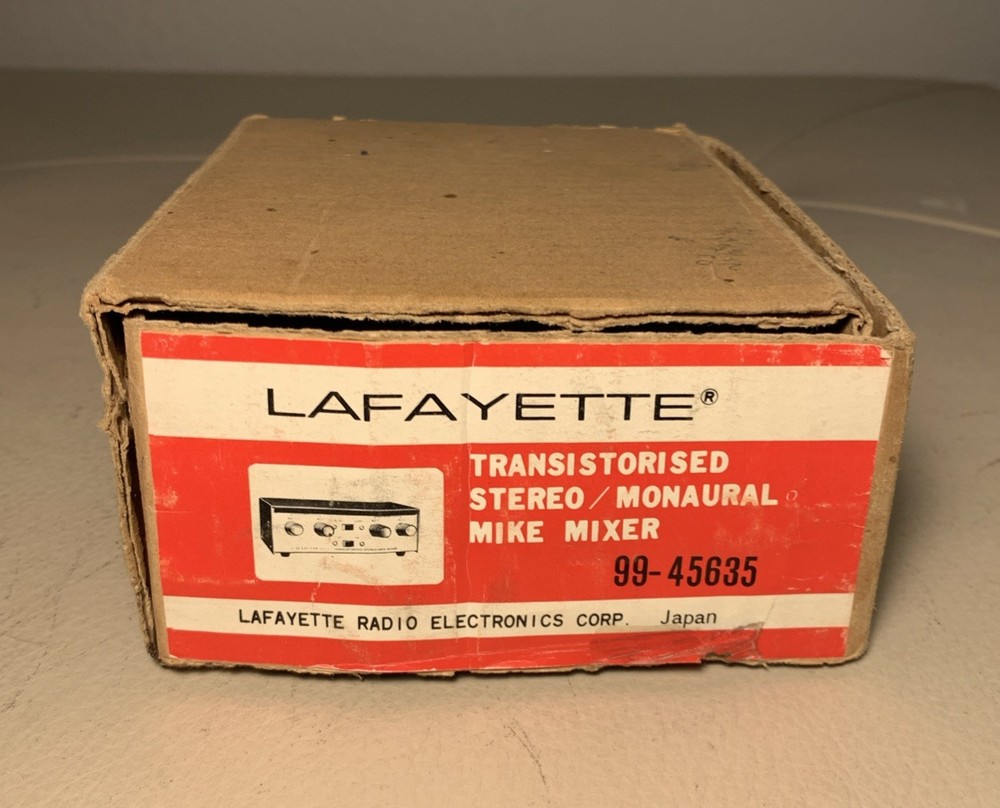 LAFAYETTE®
TRANSISTORISED
STEREO/MONAURAL
MIKE MIXER
99-45635
LAFAYETTE RADIO ELECTRONICS CORP. Japan